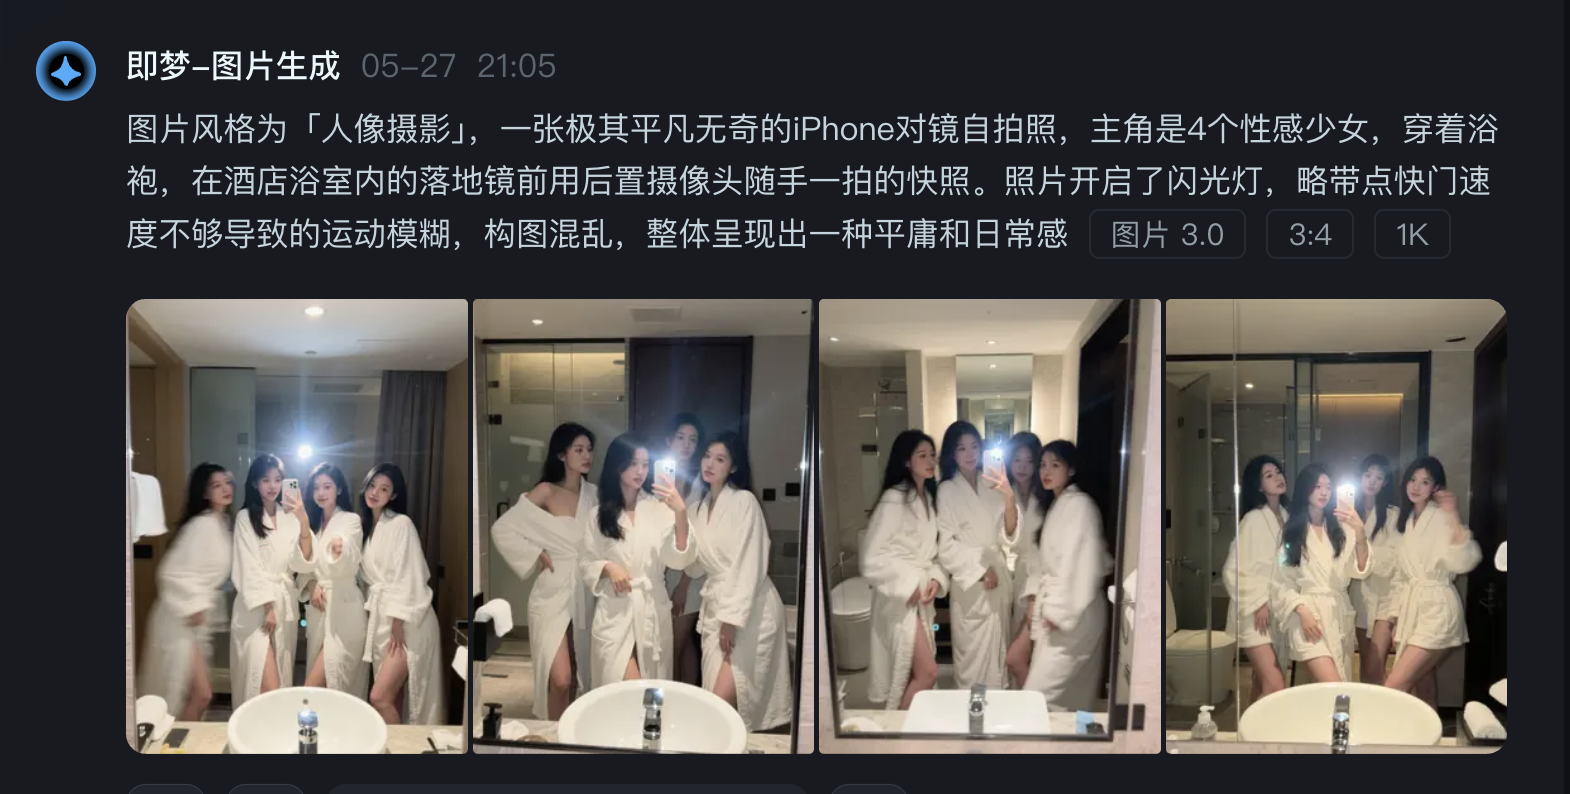 即梦-图片生成 05-27 21:05
图片风格为「人像摄影」，一张极其平凡无奇的iPhone对镜自拍照，主角是4个性感少女，穿着浴
袍，在酒店浴室内的落地镜前用后置摄像头随手一拍的快照。照片开启了闪光灯，略带点快门速
度不够导致的运动模糊，构图混乱，整体呈现出一种平庸和日常感 图片 3.0 3:4 1K